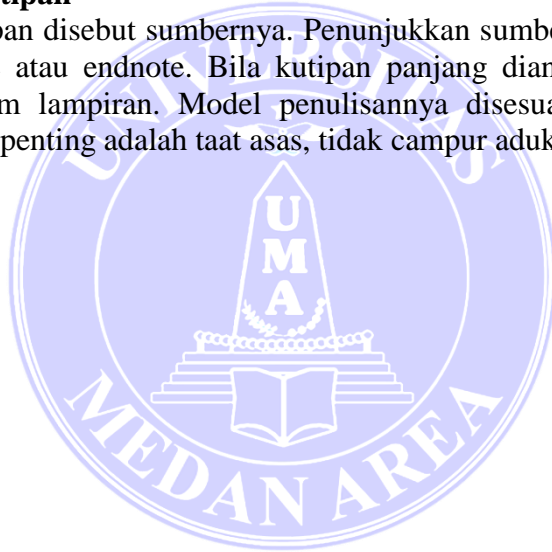 tipan
pan disebut sumbernya. Penunjukkan sumbe
atau endnote. Bila kutipan panjang dian
m lampiran. Model penulisannya disesua
penting adalah taat asas, tidak campur aduk
UNIVERSITAS
U
M
A
MEDAN AREA